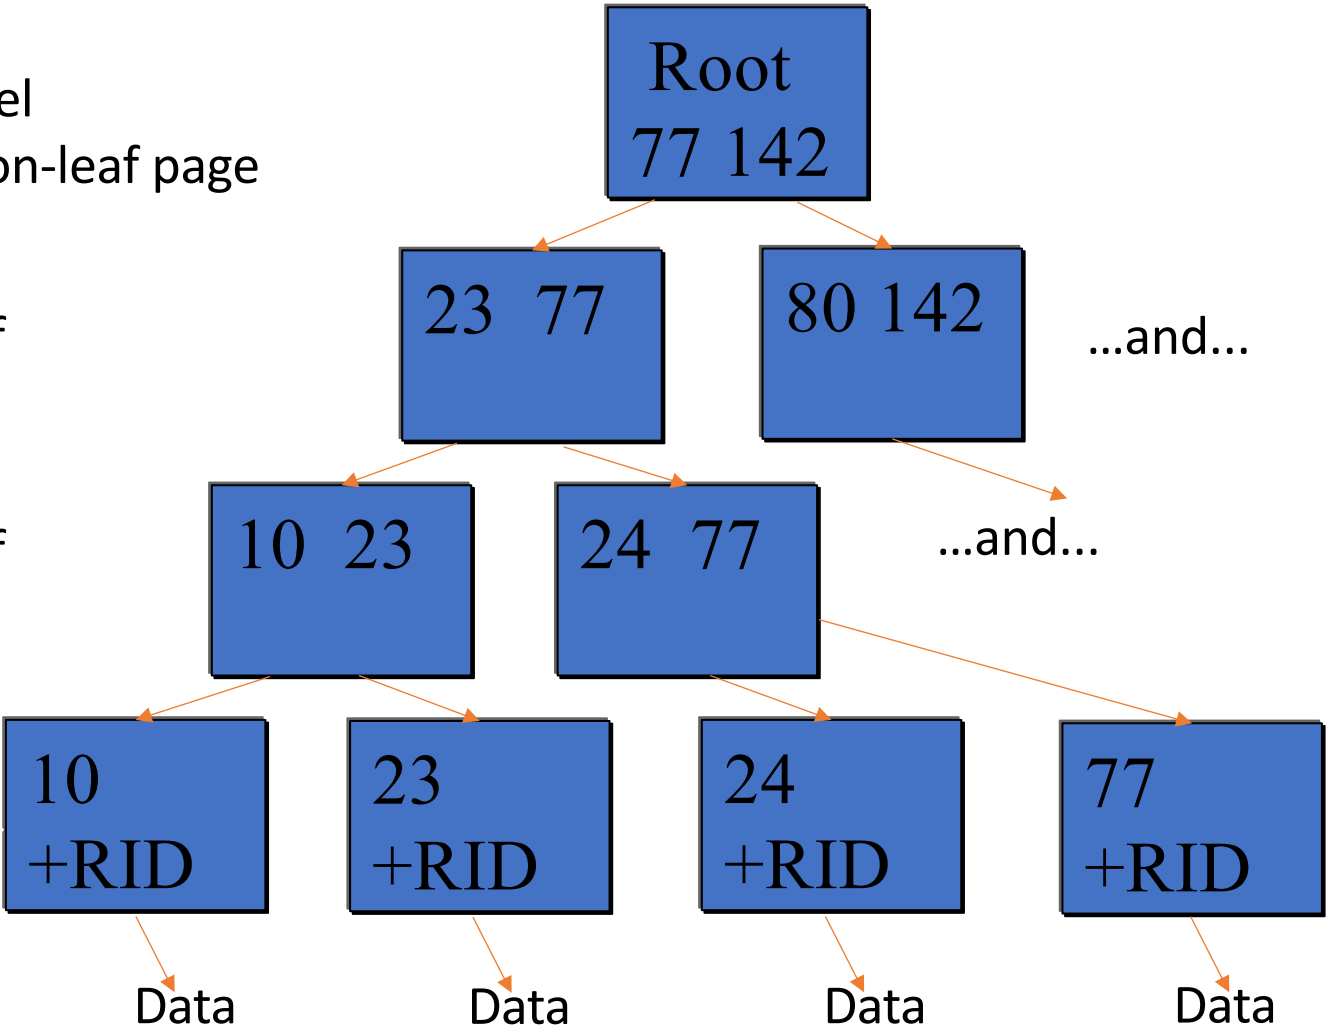 Root
77 142
el
on-leaf page
23 77
80 142
...and...
f
10 23
24 77
...and...
f
10
+RID
23
+RID
24
+RID
77
+RID
Data
Data
Data
Data